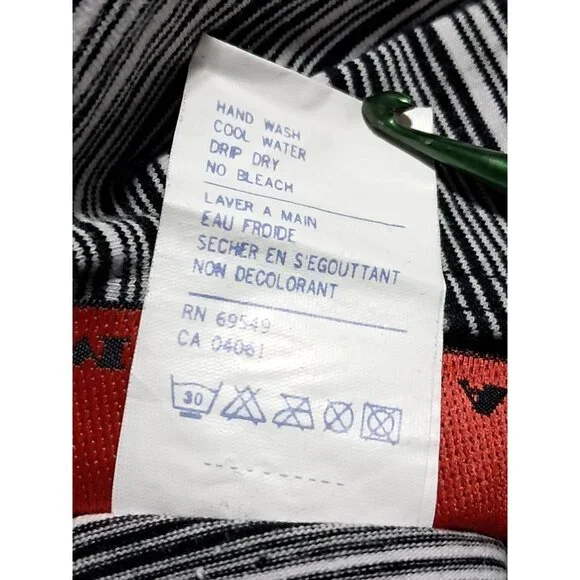 HAND WASH
COOL WATER
DRIP DRY
NO BLEACH
LAVER A MAIN
EAU FROIDE
SECHER EN S'EGOUTTANT
NON DECOLORANT
RN 69549
CA 04061
30